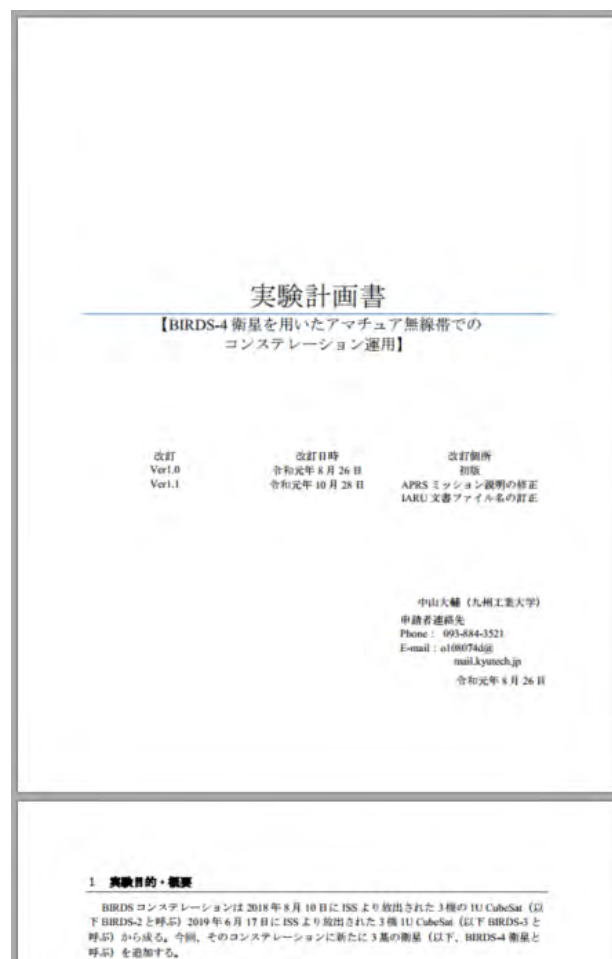 実験計画書
【BIRDS-4 衛星を用いたアマチュア無線帯での
コンステレーション運用】
改訂 改訂日時 改訂個所
Ver1.0 令和元年 8 月 26 日 初版
Ver1.1 令和元年 10 月 28 日 APRS ミッション説明の修正
IARU 文書ファイル名の訂正
中山大輔（九州工業大学）
申請者連絡先
Phone： 093-884-3521
E-mail：o108074d@
mail.kyutech.jp
令和元年 8 月 26 日
1 実験目的・概要
BIRDS コンステレーションは 2018 年 8 月 10 日に ISS より放出された 3 機の 1U CubeSat（以
下 BIRDS-2 と呼ぶ）2019 年 6 月 17 日に ISS より放出された 3 機 1U CubeSat（以下 BIRDS-3 と
呼ぶ）から成る。今回、そのコンステレーションに新たに 3 基の衛星（以下、BIRDS-4 衛星と
呼ぶ）を追加する。